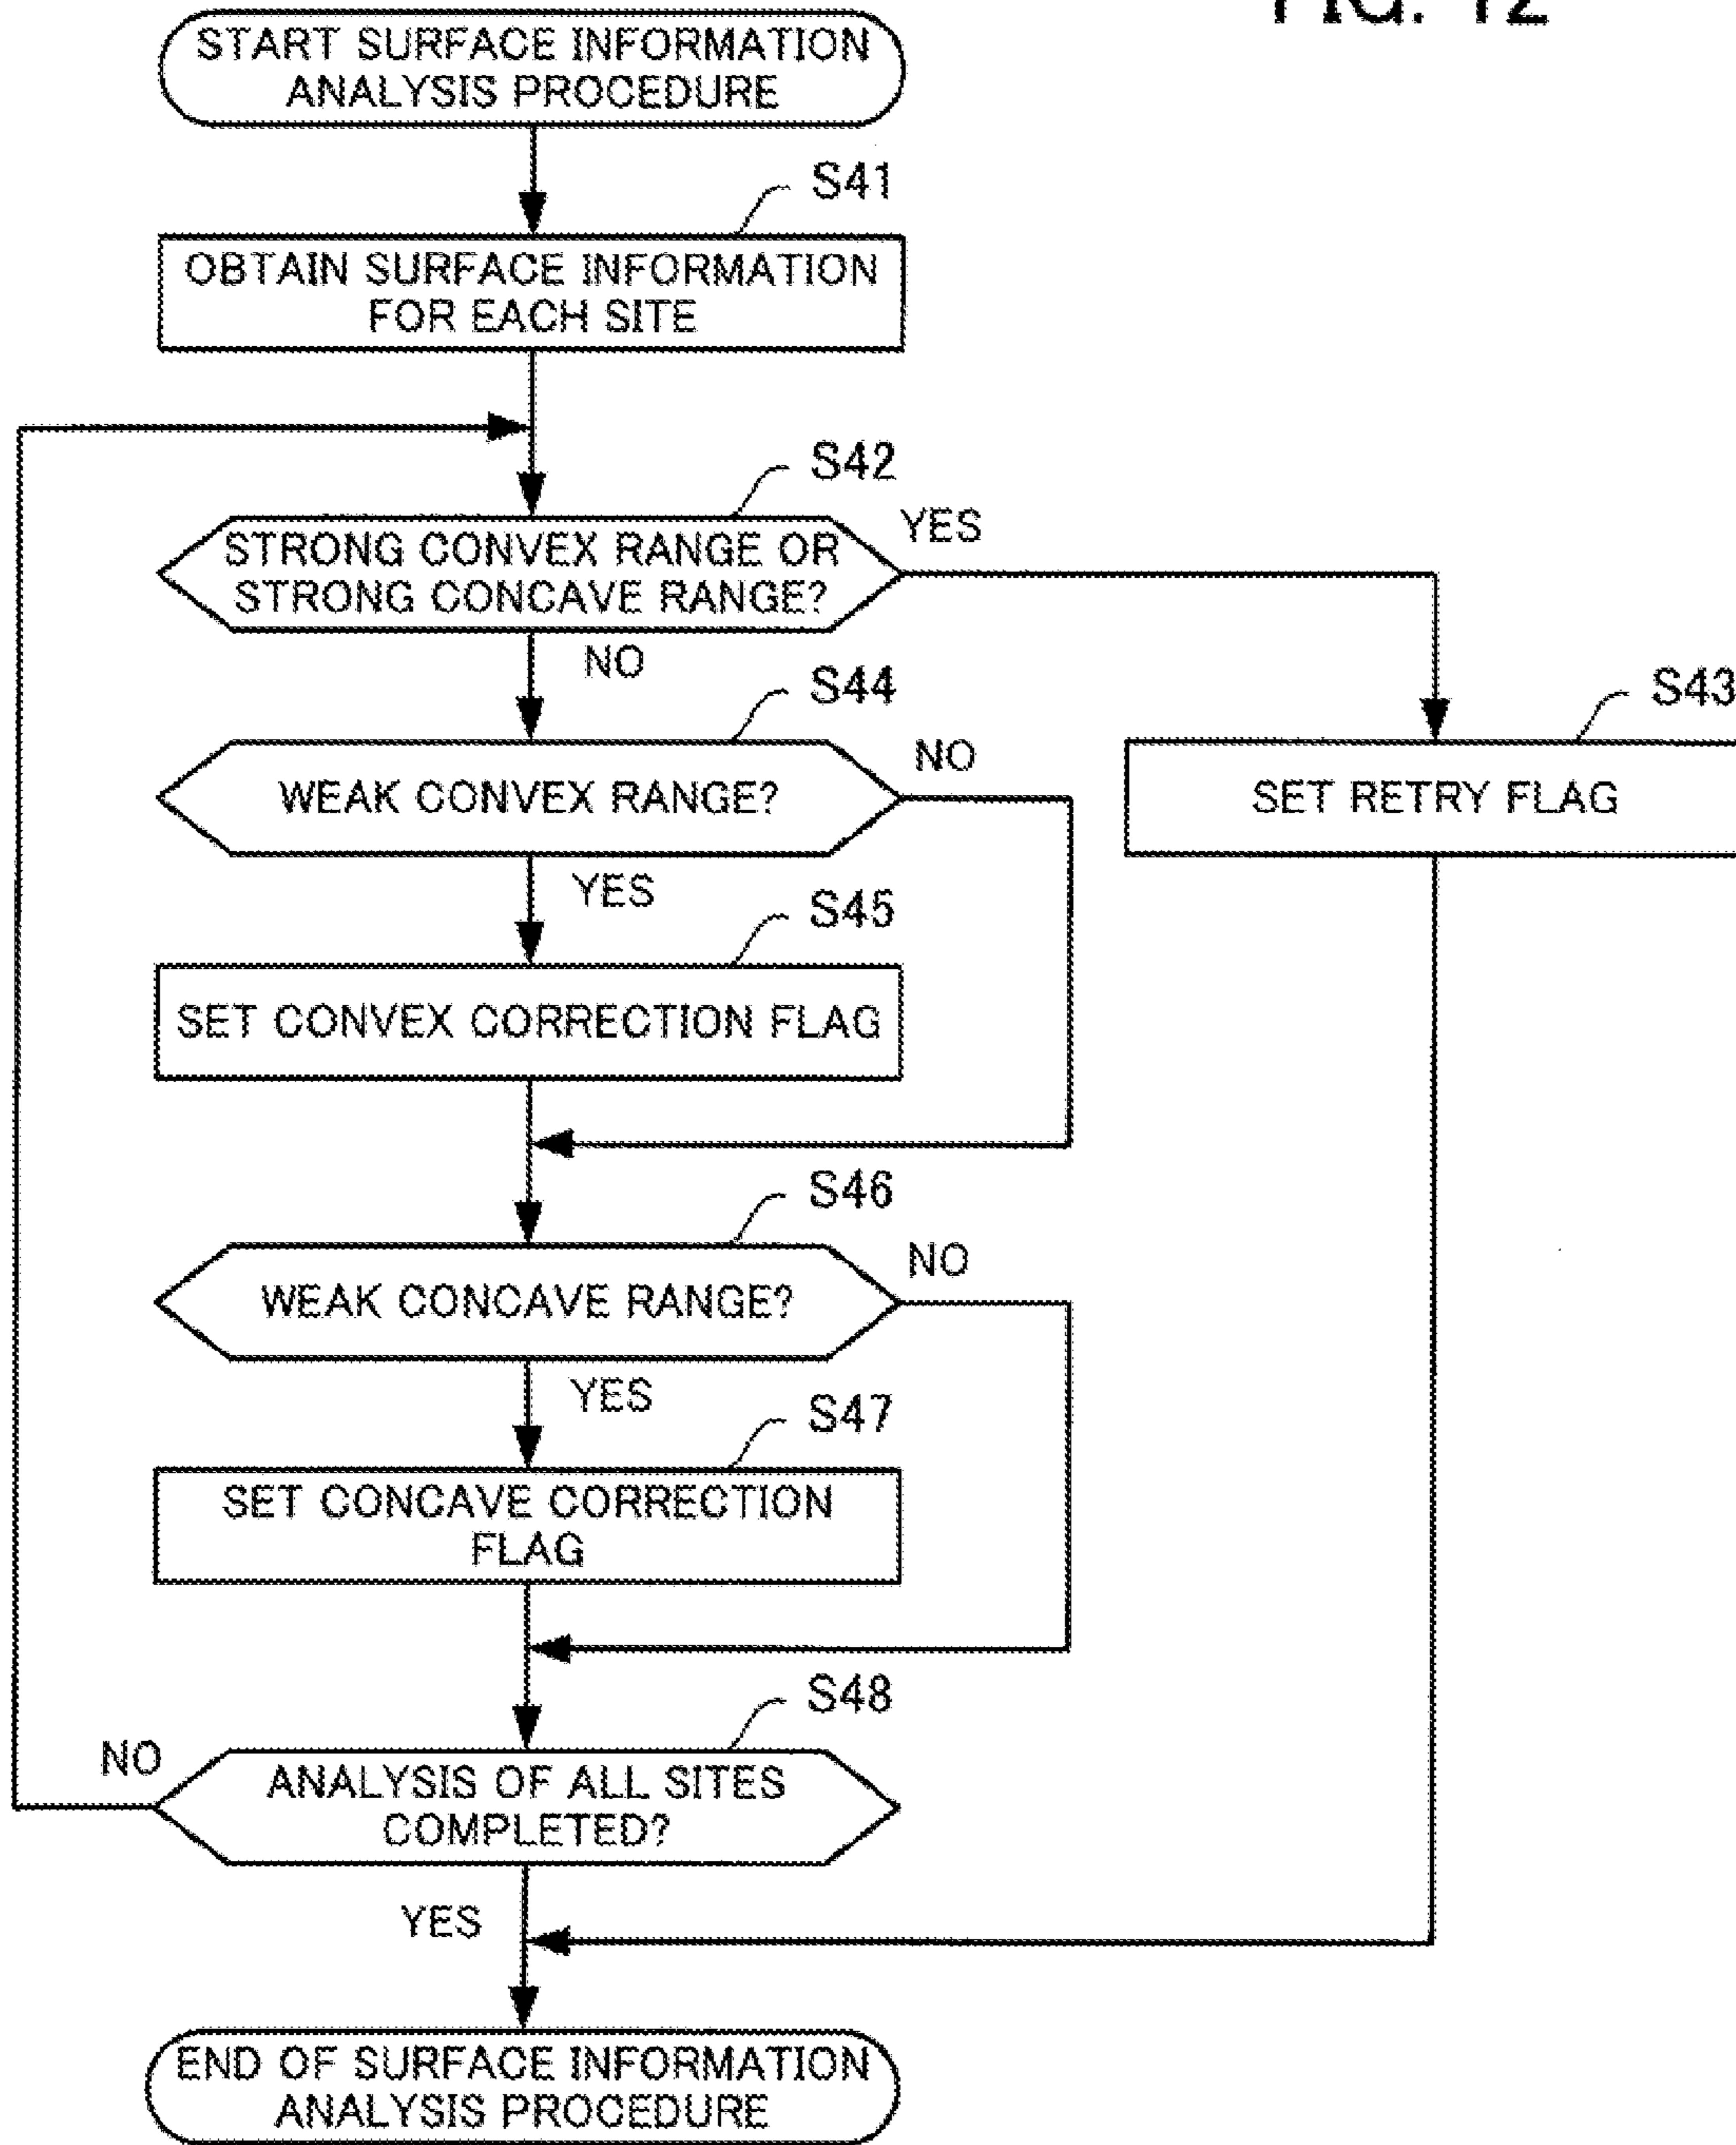 FIG. 12
START SURFACE INFORMATION
ANALYSIS PROCEDURE
S41
OBTAIN SURFACE INFORMATION
FOR EACH SITE
S42
STRONG CONVEX RANGE OR
STRONG CONCAVE RANGE?
YES
NO
S43
SET RETRY FLAG
S44
WEAK CONVEX RANGE?
NO
YES
S45
SET CONVEX CORRECTION FLAG
S46
WEAK CONCAVE RANGE?
NO
YES
S47
SET CONCAVE CORRECTION
FLAG
S48
NO
ANALYSIS OF ALL SITES
COMPLETED?
YES
END OF SURFACE INFORMATION
ANALYSIS PROCEDURE